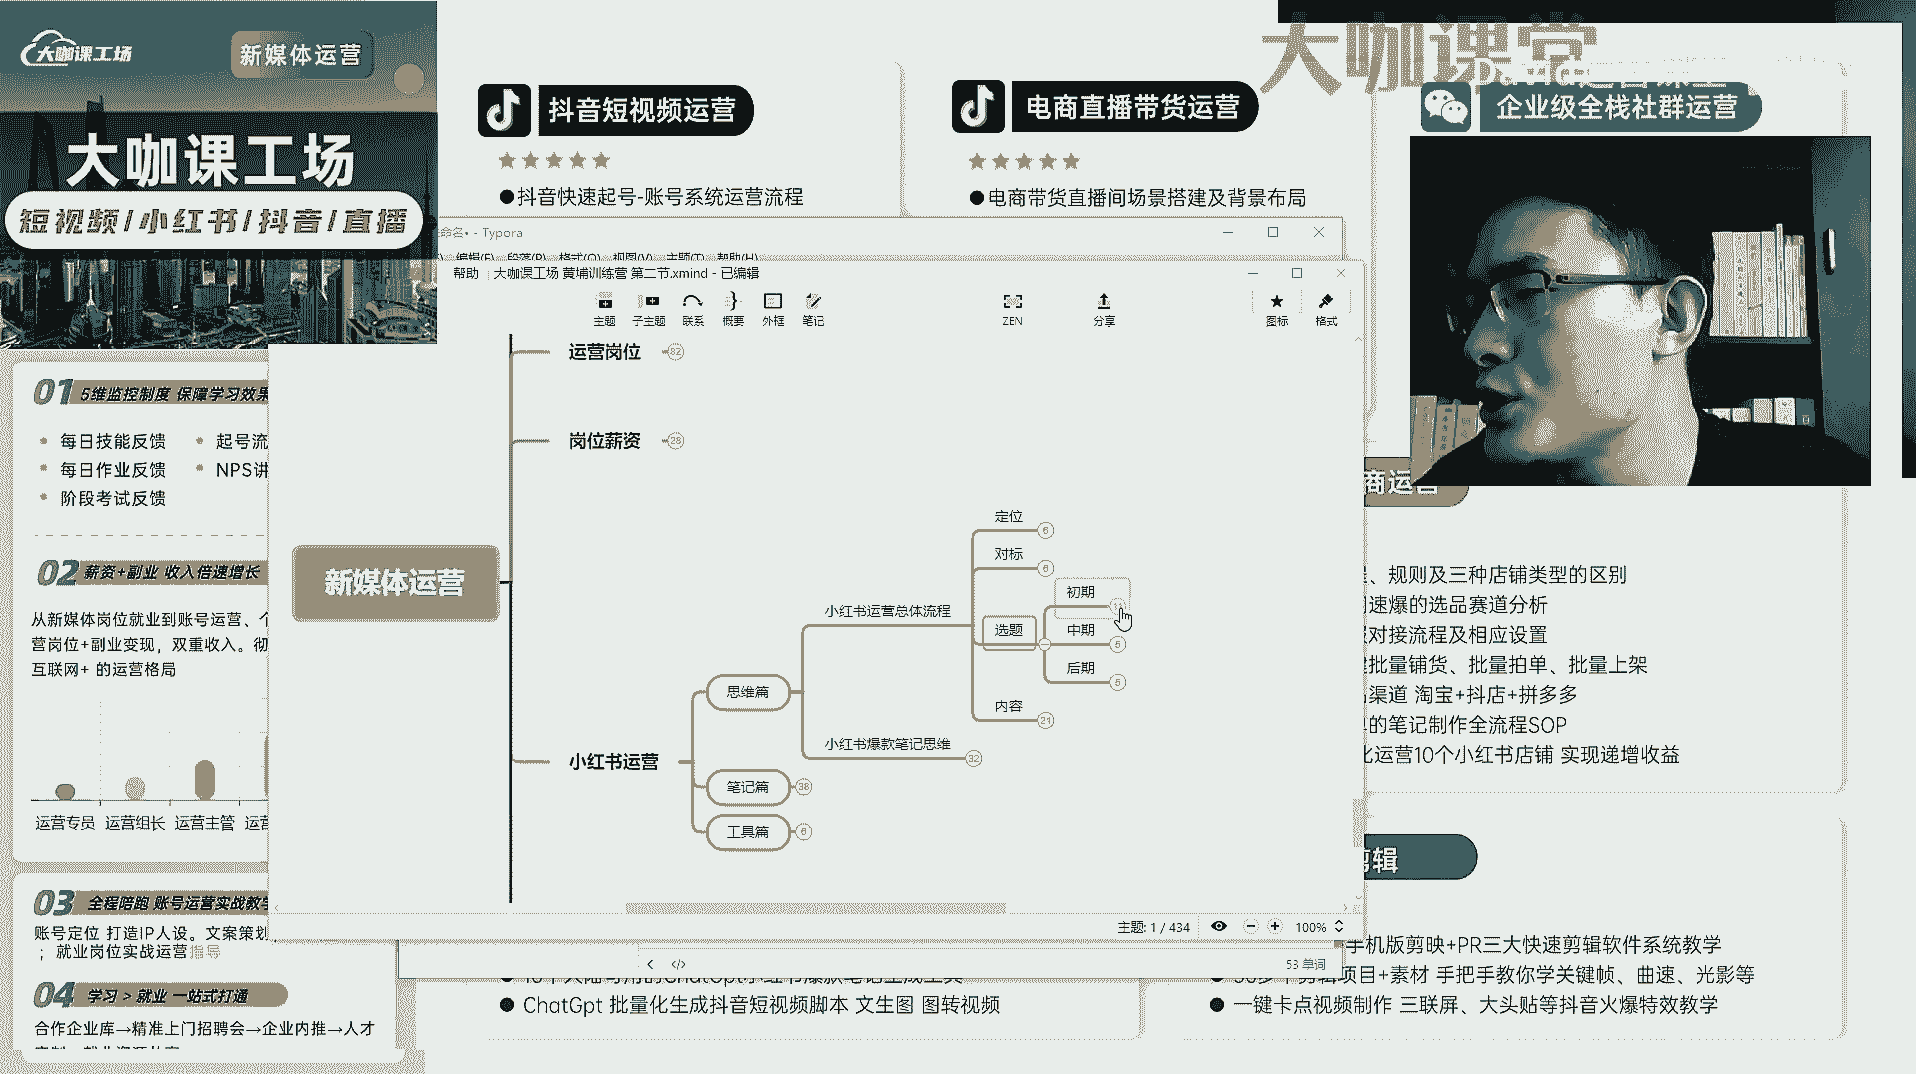 大咖课工场
新媒体运营
大咖课工场
短视频/小红书/抖音/直播
大咖课堂
抖音短视频运营
●抖音快速起号-账号系统运营流程
电商直播带货运营
●电商带货直播间场景搭建及背景布局
企业级全栈社群运营
Typora
编辑(E) 段落(P) 格式(O) 视图(V) 主题(T) 帮助(H)
帮助 大咖课工场 黄埔训练营 第二节.xmind - 已编辑
主题 子主题 联系 概要 外框 笔记 ZEN 分享 图标 格式
运营岗位 82
岗位薪资 28
新媒体运营
小红书运营
思维篇
笔记篇 38
工具篇 6
小红书运营总体流程
小红书爆款笔记思维 32
定位 6
对标 6
选题
初期
中期 5
后期 5
内容 21
主题: 1 / 434
100%
53 单词
01 5维监控制度 保障学习效果
每日技能反馈 起号流
每日作业反馈 NPS讲
阶段考试反馈
02 薪资+副业 收入倍速增长
从新媒体岗位就业到账号运营、个
营岗位+副业变现，双重收入。彻
互联网+ 的运营格局
运营专员 运营组长 运营主管 运营
03 全程陪跑 账号运营实战教学
账号定位 打造IP人设。文案策划
；就业岗位实战运营指导
04 学习 > 就业 一站式打通
合作企业库→精准上门招聘会→企业内推→人才
商运营
、规则及三种店铺类型的区别
速爆的选品赛道分析
对接流程及相应设置
批量铺货、批量拍单、批量上架
渠道 淘宝+抖店+拼多多
的笔记制作全流程SOP
运营10个小红书店铺 实现递增收益
剪辑
手机版剪映+PR三大快速剪辑软件系统教学
项目+素材 手把手教你学关键帧、曲速、光影等
● 一键卡点视频制作 三联屏、大头贴等抖音火爆特效教学
● ChatGpt 批量化生成抖音短视频脚本 文生图 图转视频